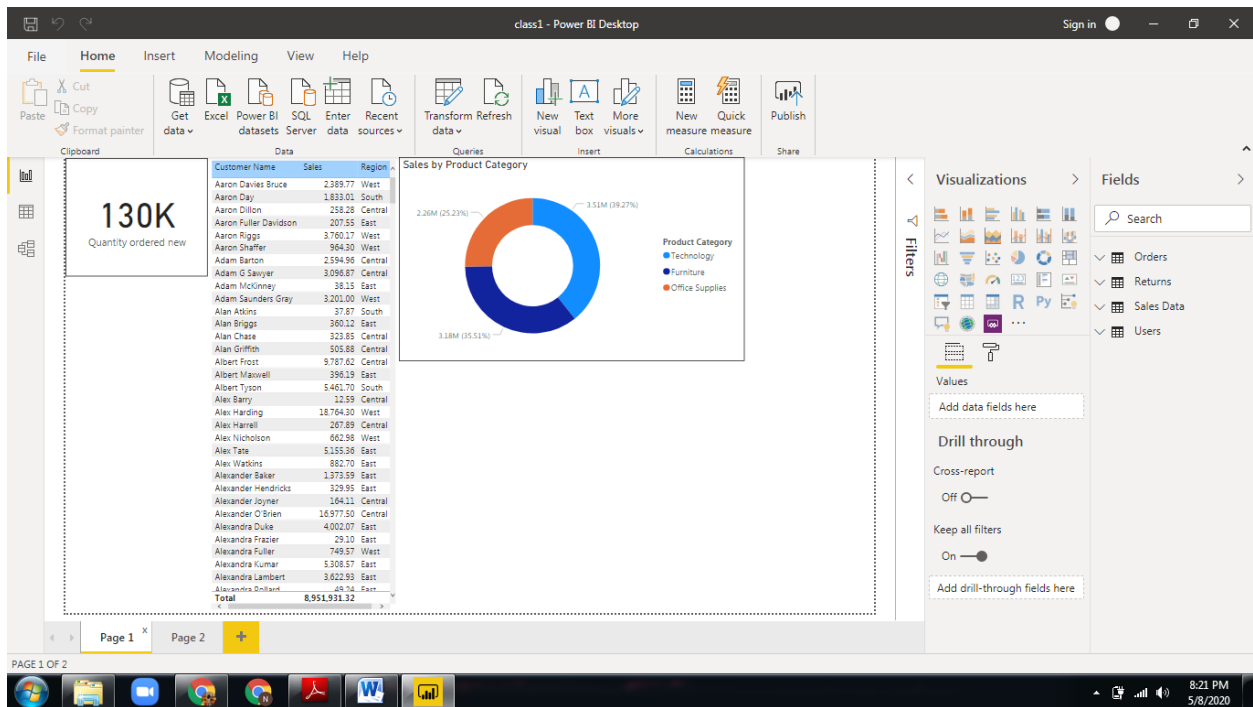 class1 - Power BI Desktop
Sign in
File Home Insert Modeling View Help
Paste
Cut
Copy
Format painter
Clipboard
Get data
Excel
Power BI datasets
SQL Server
Enter data
Recent sources
Data
Transform data
Refresh
Queries
New visual
Text box
More visuals
Insert
New measure
Quick measure
Calculations
Publish
Share
130K
Quantity ordered new
Customer Name Sales Region
Aaron Davies Bruce 2,389.77 West
Aaron Day 1,833.01 South
Aaron Dillon 258.28 Central
Aaron Fuller Davidson 207.55 East
Aaron Riggs 3,760.17 West
Aaron Shaffer 964.30 West
Adam Barton 2,594.96 Central
Adam G Sawyer 3,096.87 Central
Adam McKinney 38.15 East
Adam Saunders Gray 3,201.00 West
Alan Atkins 37.87 South
Alan Briggs 360.12 East
Alan Chase 323.85 Central
Alan Griffith 505.88 Central
Albert Frost 9,787.62 Central
Albert Maxwell 396.19 East
Albert Tyson 5,461.70 South
Alex Barry 12.59 Central
Alex Harding 18,764.30 West
Alex Harrell 267.89 Central
Alex Nicholson 662.98 West
Alex Tate 5,155.36 East
Alex Watkins 882.70 East
Alexander Baker 1,373.59 East
Alexander Hendricks 329.95 East
Alexander Joyner 164.11 Central
Alexander O'Brien 16,977.50 Central
Alexandra Duke 4,002.07 East
Alexandra Frazier 29.10 East
Alexandra Fuller 749.57 West
Alexandra Kumar 5,308.57 East
Alexandra Lambert 3,622.93 East
Alexandra Pollard 49.24 East
Total 8,951,931.32
Sales by Product Category
2.26M (25.23%)
3.51M (39.27%)
3.18M (35.51%)
Product Category
Technology
Furniture
Office Supplies
Filters
Visualizations
R Py
Values
Add data fields here
Drill through
Cross-report
Off
Keep all filters
On
Add drill-through fields here
Fields
Search
Orders
Returns
Sales Data
Users
Page 1 x
Page 2
+
PAGE 1 OF 2
8:21 PM
5/8/2020